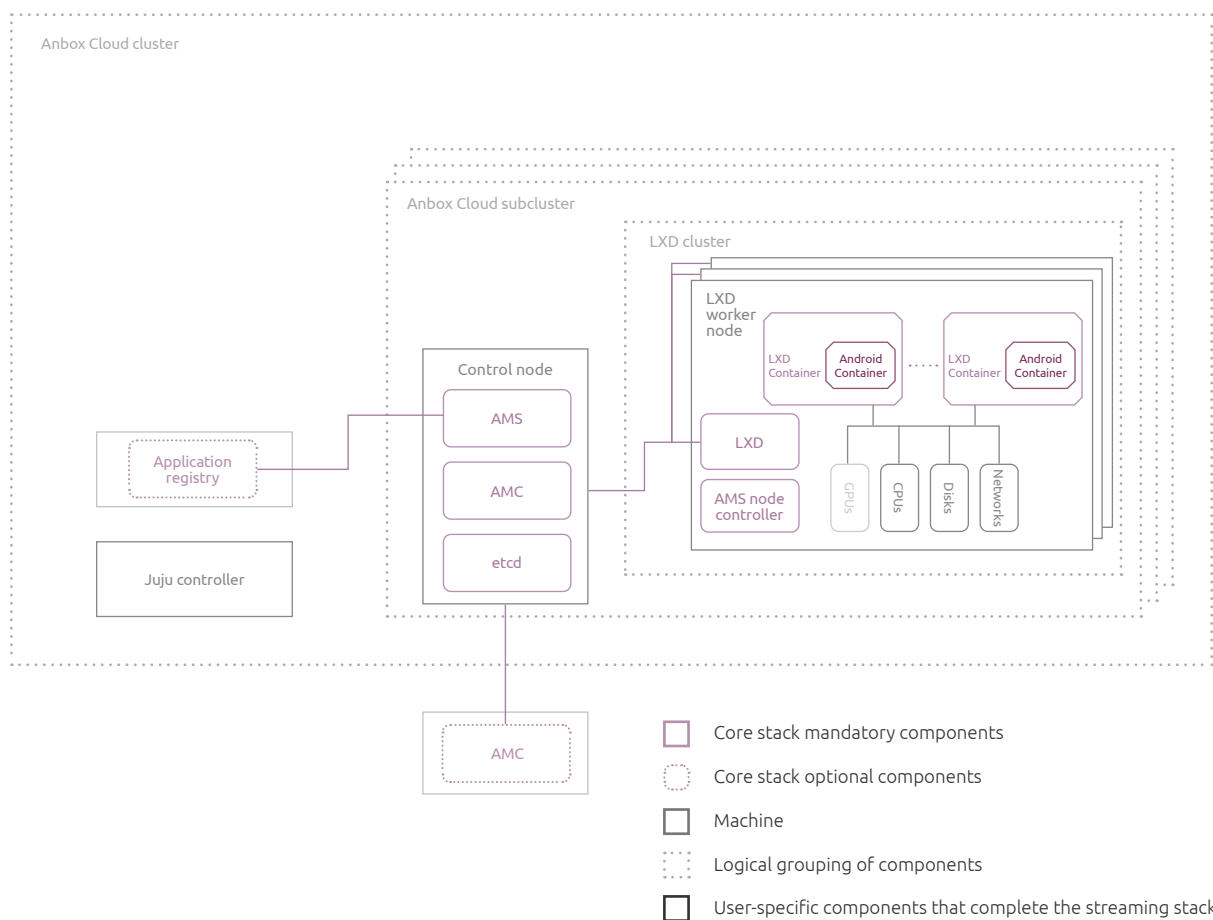 Anbox Cloud cluster
Anbox Cloud subcluster
LXD cluster
LXD
worker
node
LXD
Container
Android
Container
LXD
Container
Android
Container
Control node
AMS
LXD
Application
registry
AMC
AMS node
controller
GPUs
CPUs
Disks
Networks
etcd
Juju controller
AMC
Core stack mandatory components
Core stack optional components
Machine
Logical grouping of components
User-specific components that complete the streaming stack